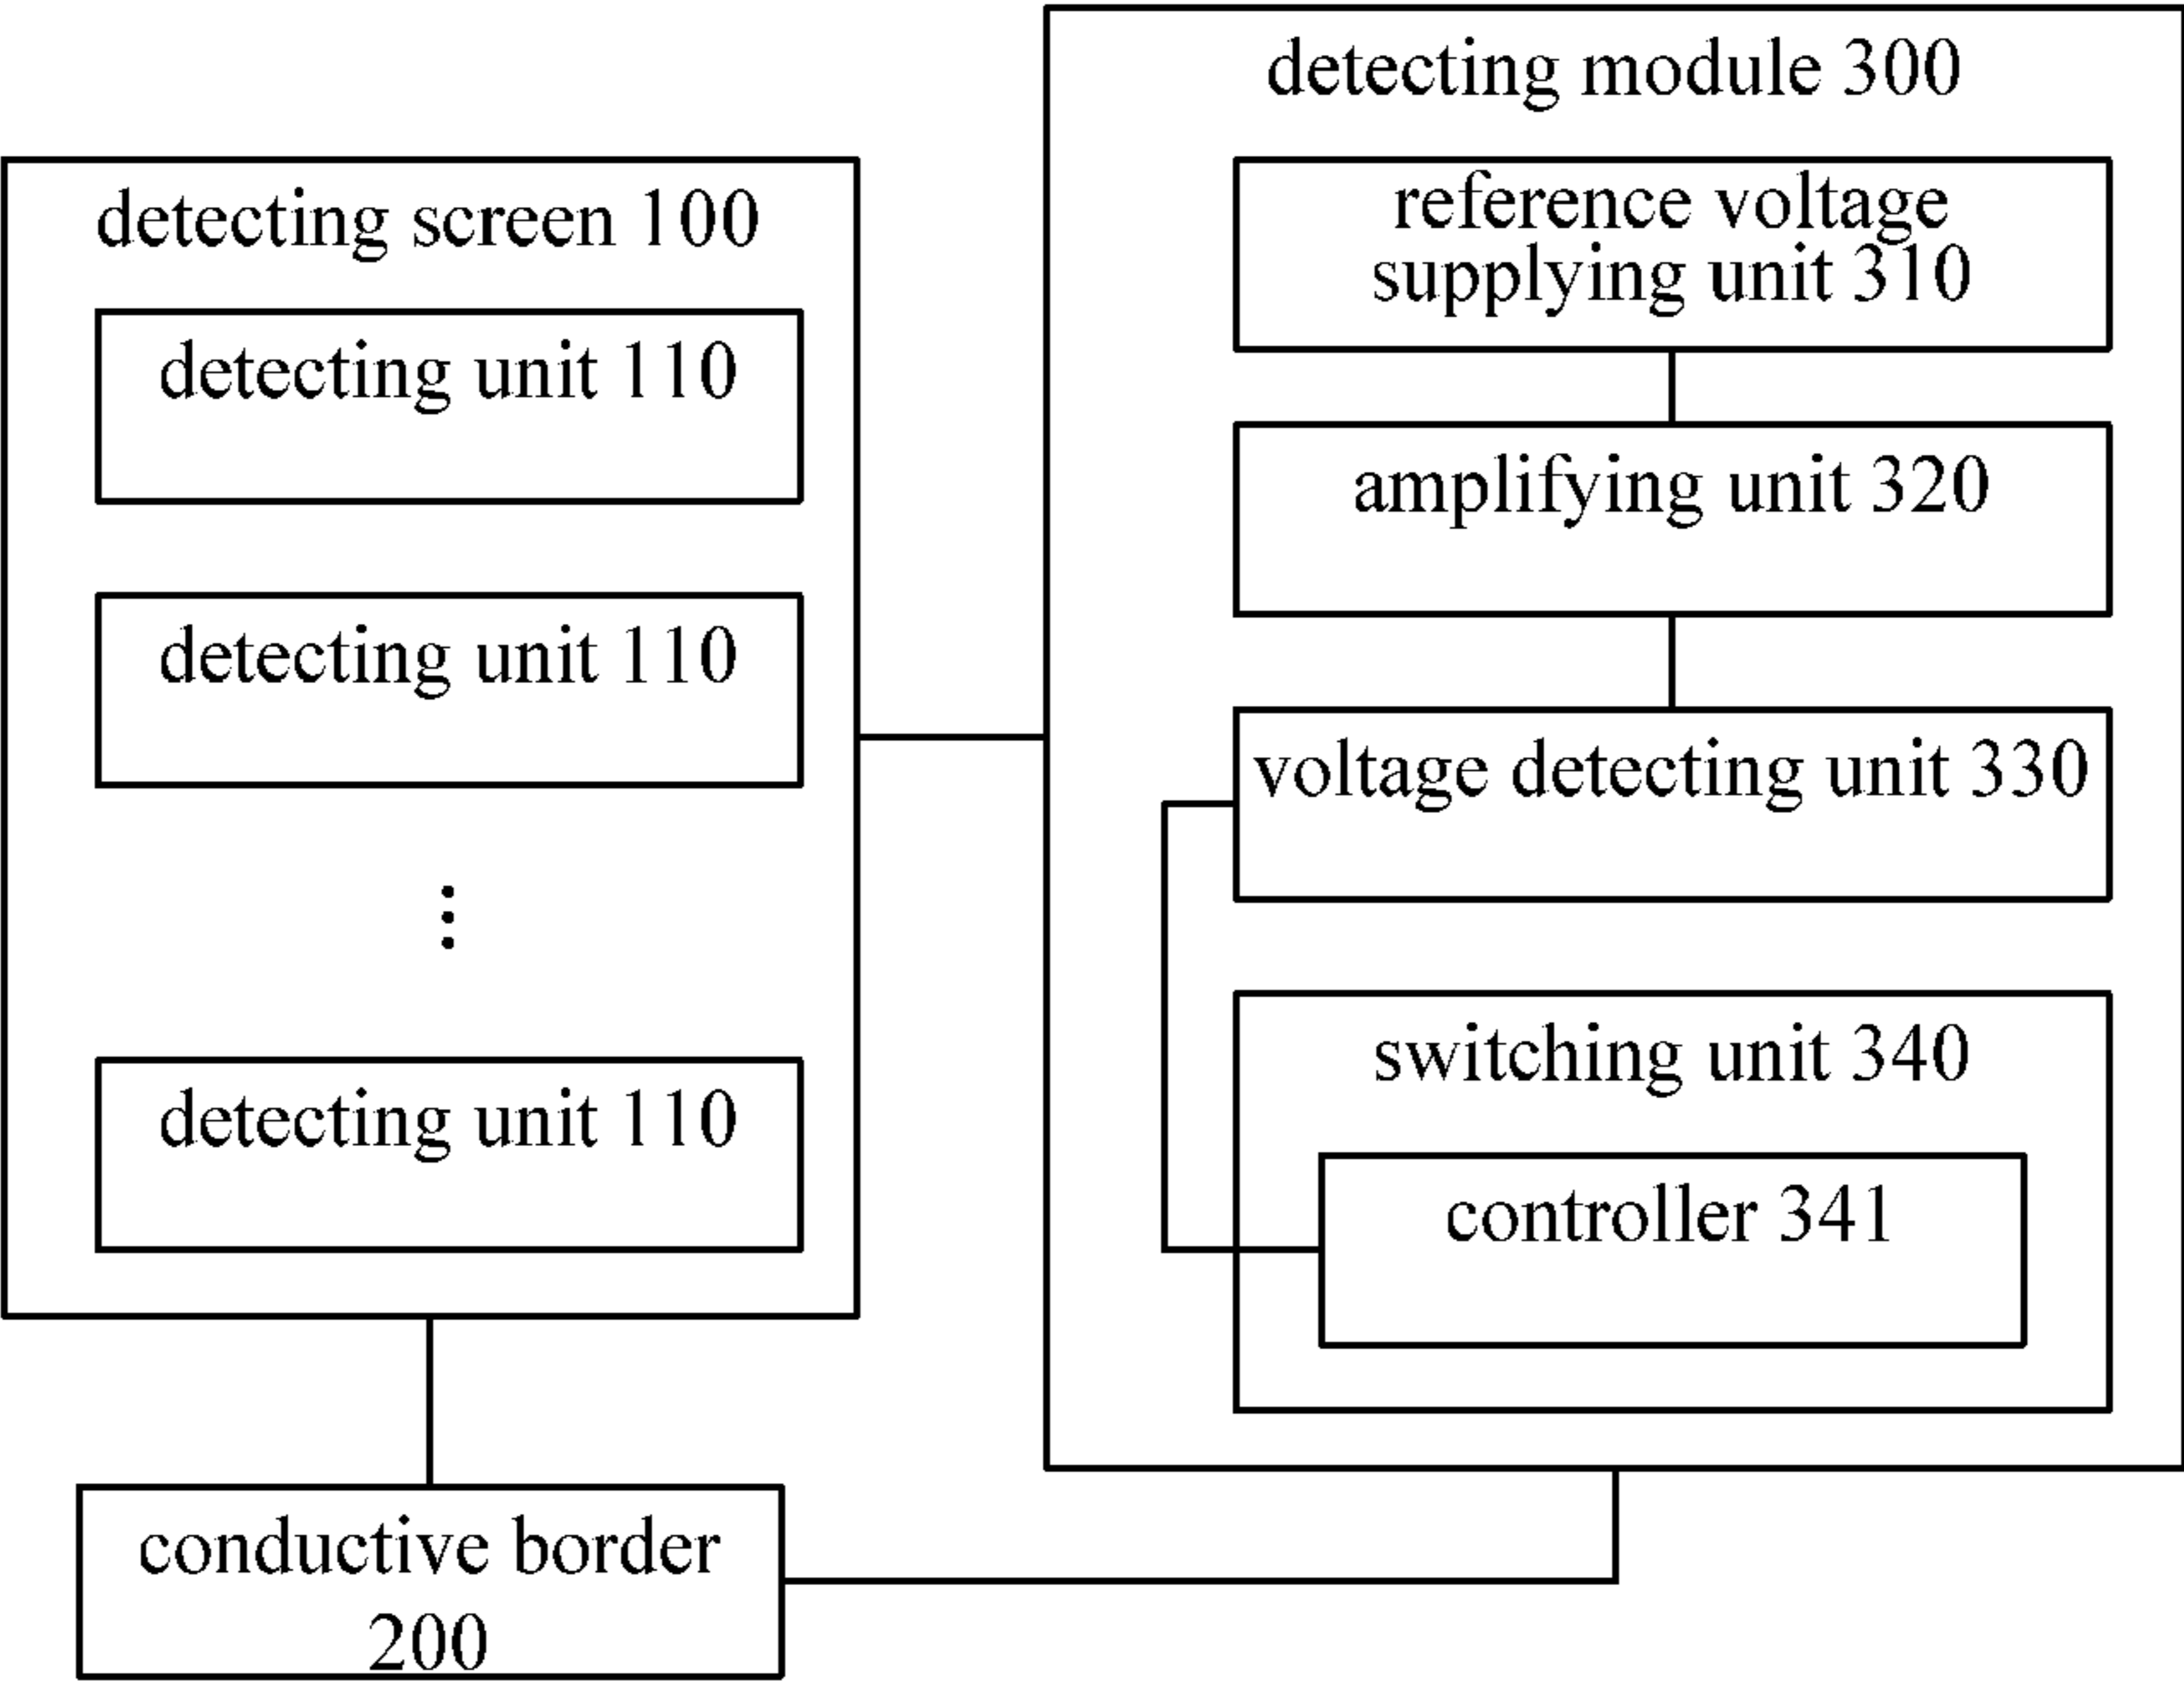 detecting screen 100
detecting unit 110
detecting unit 110
detecting unit 110
conductive border
200
detecting module 300
reference voltage
supplying unit 310
amplifying unit 320
voltage detecting unit 330
switching unit 340
controller 341